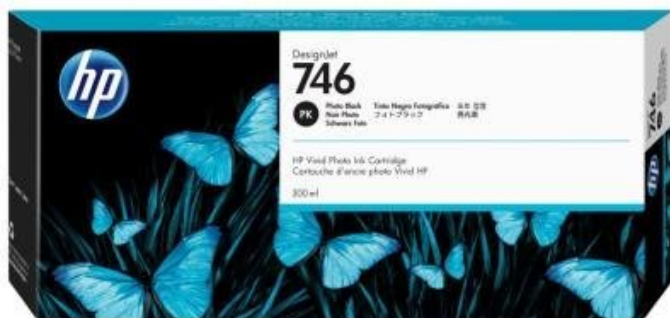 hp
DesignJet
746
PK
Photo Black
Noir Photo
Schwarz Foto
Tinta Negra Fotográfica
フォトブラック
HP Vivid Photo Ink Cartridge
Cartouche d'encre photo Vivid HP
300 ml
746
hp